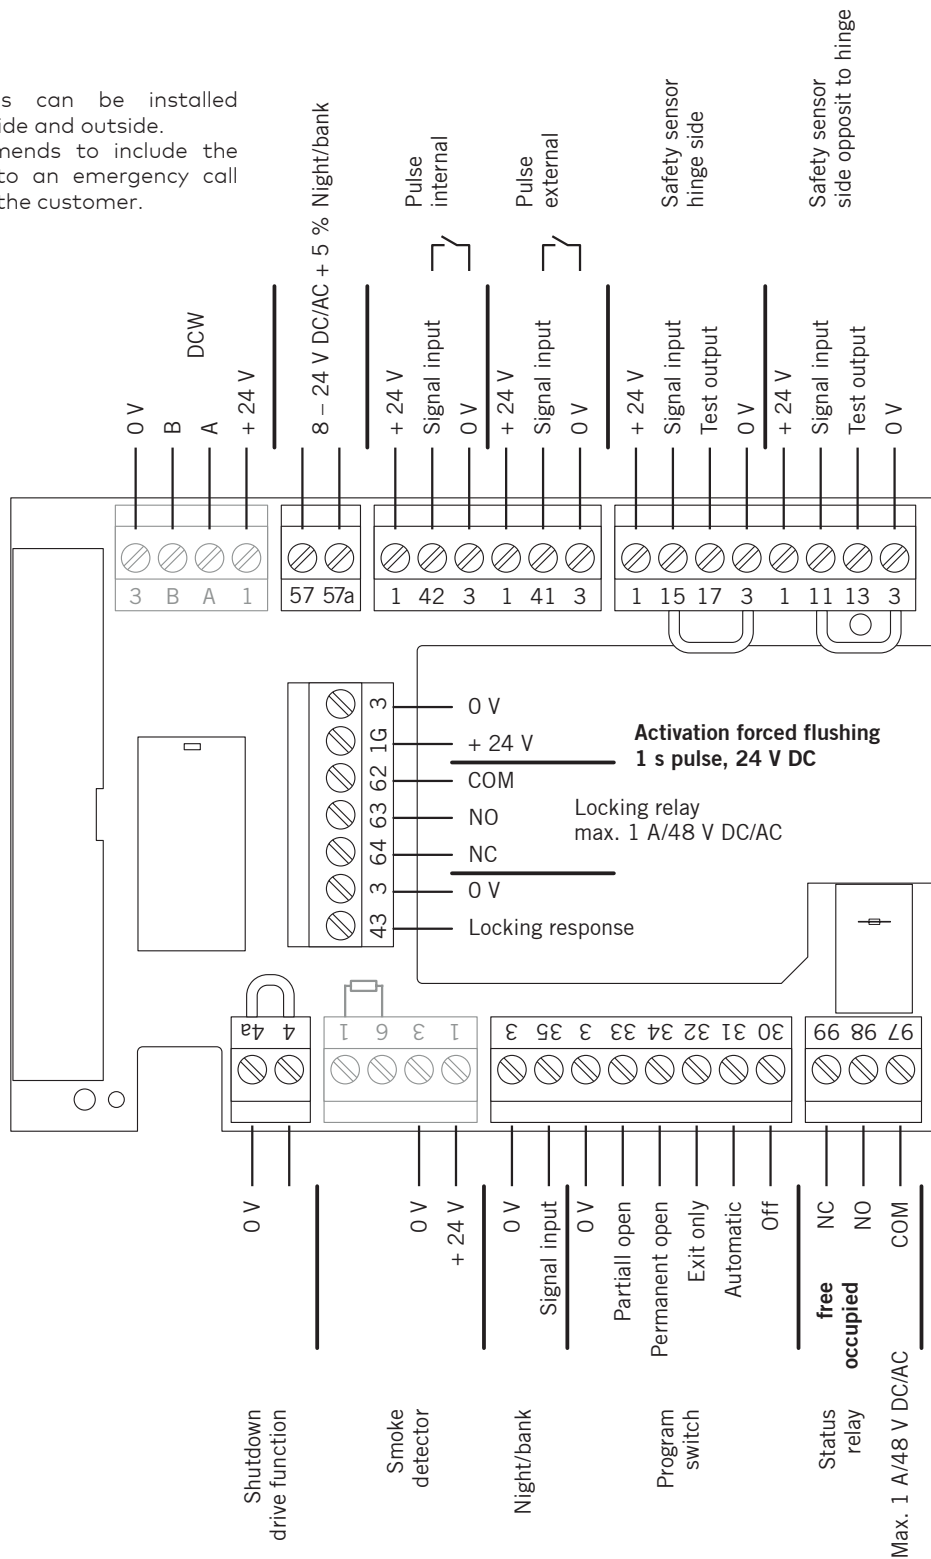 s can be installed
ide and outside.
mends to include the
to an emergency call
the customer.
0 V
B
A
DCW
+ 24 V
8 – 24 V DC/AC + 5 % Night/bank
Pulse
internal
+ 24 V
Signal input
0 V
Pulse
external
+ 24 V
Signal input
0 V
Safety sensor
hinge side
+ 24 V
Signal input
Test output
0 V
Safety sensor
side opposit to hinge
+ 24 V
Signal input
Test output
0 V
3 B A 1
57 57a
1 42 3 1 41 3
1 15 17 3 1 11 13 3
3 0 V
1G + 24 V
Activation forced flushing
1 s pulse, 24 V DC
62 COM
63 NO
64 NC
Locking relay
max. 1 A/48 V DC/AC
3 0 V
43 Locking response
4a 4
1 6 3 1
3 35 3 33 34 32 31 30
99 98 97
0 V
Shutdown
drive function
0 V
+ 24 V
Smoke
detector
0 V
Signal input
Night/bank
0 V
Partiall open
Permanent open
Exit only
Automatic
Off
Program
switch
NC
NO
COM
free
occupied
Status
relay
Max. 1 A/48 V DC/AC